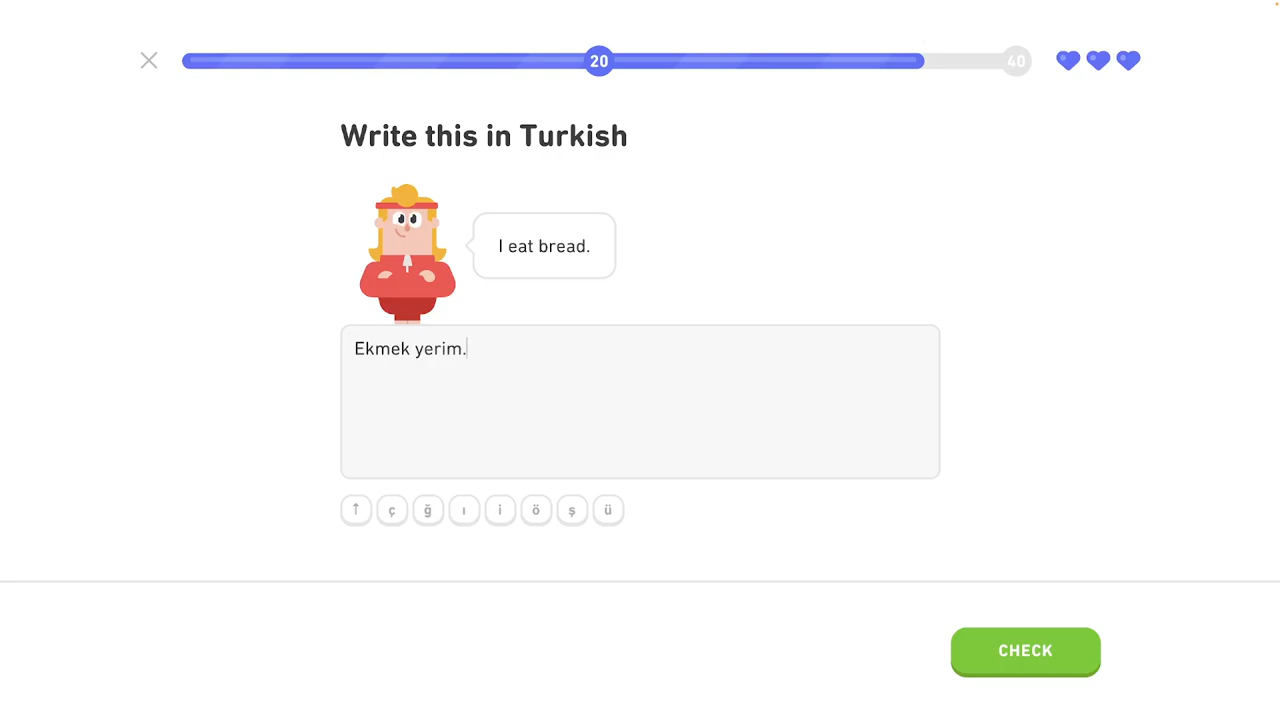 20
40
Write this in Turkish
I eat bread.
Ekmek yerim.
↑ ç ğ ı i ö ş ü
CHECK